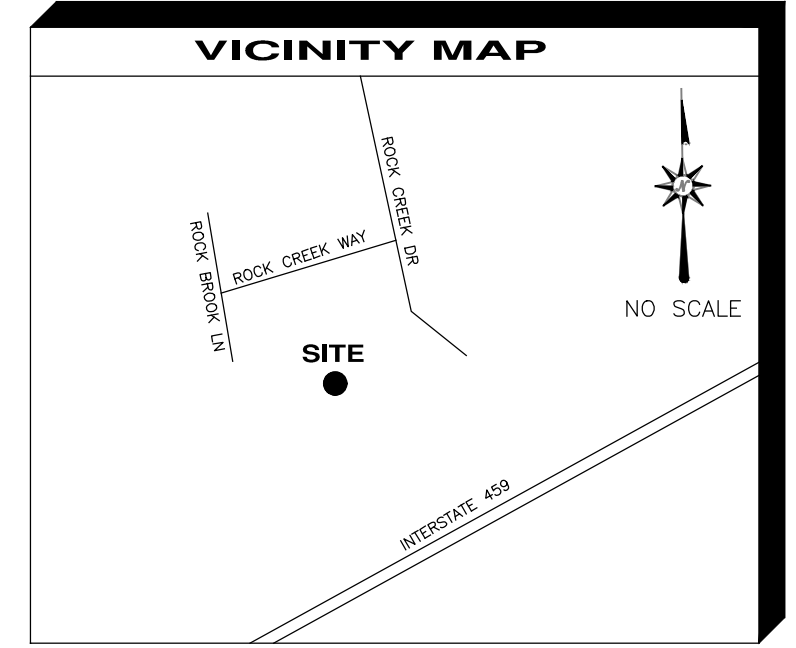 VICINITY MAP
ROCK CREEK DR
ROCK CREEK WAY
ROCK BROOK LN
N
NO SCALE
SITE
INTERSTATE 459